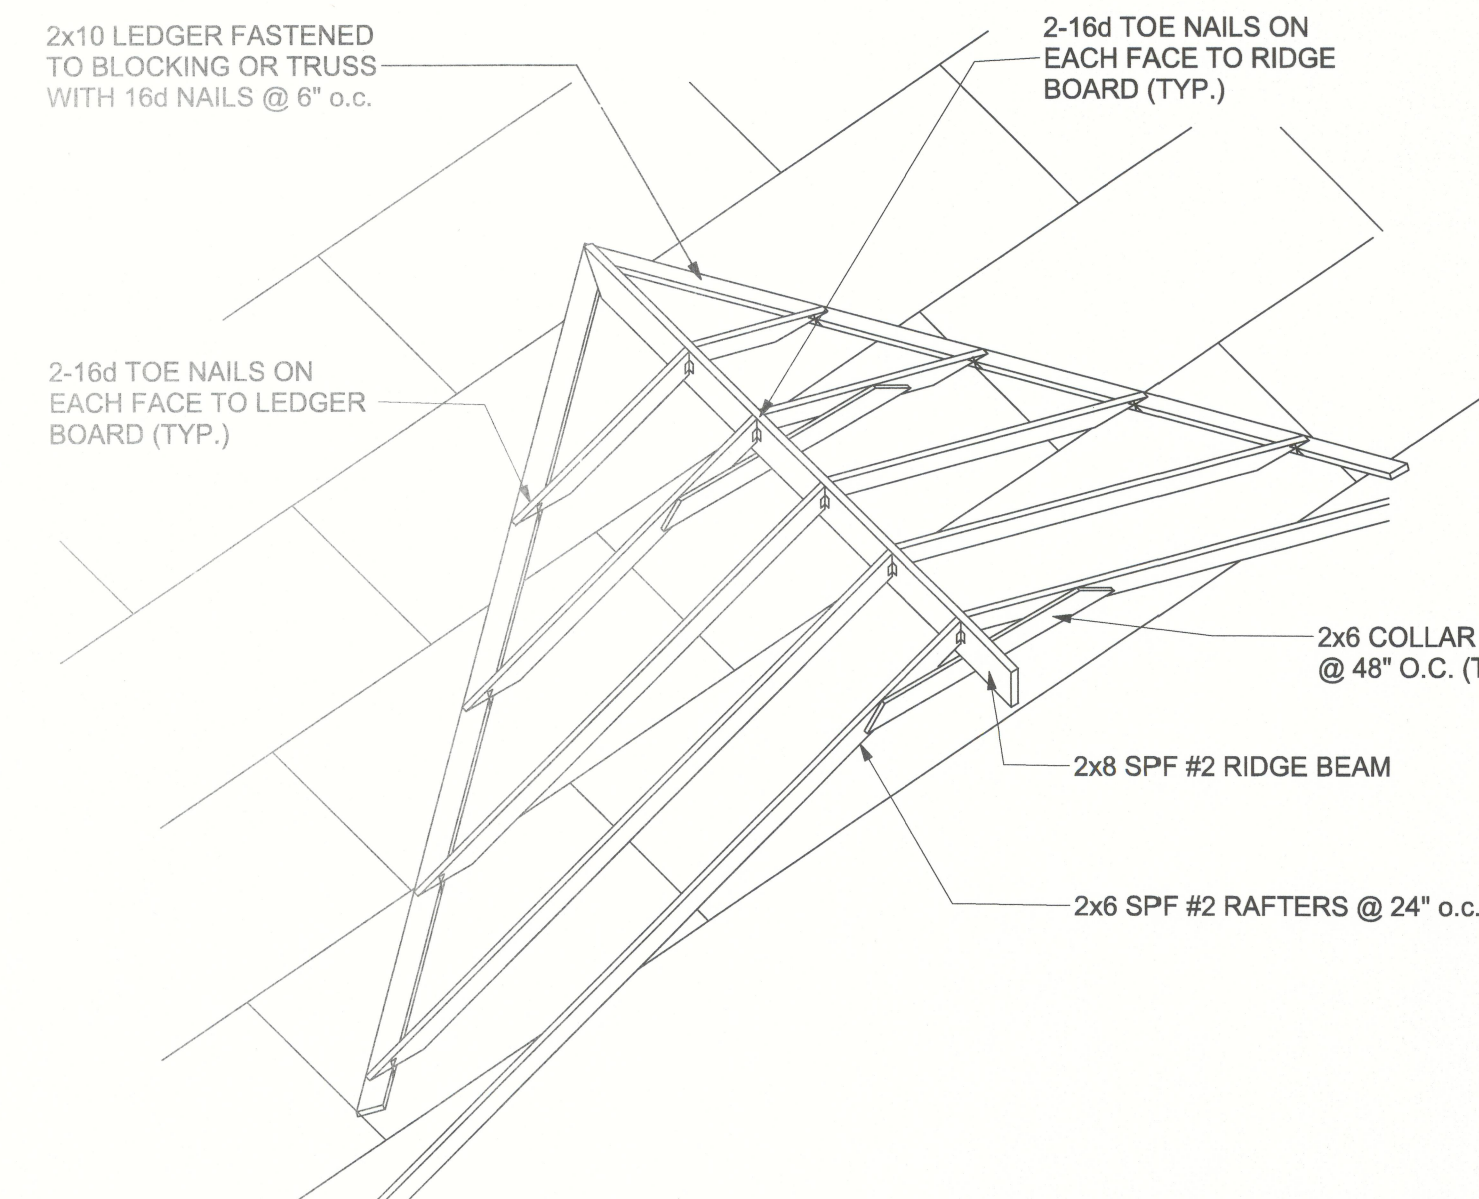 2x10 LEDGER FASTENED
TO BLOCKING OR TRUSS
WITH 16d NAILS @ 6" o.c.
2-16d TOE NAILS ON
EACH FACE TO RIDGE
BOARD (TYP.)
2-16d TOE NAILS ON
EACH FACE TO LEDGER
BOARD (TYP.)
2x6 COLLAR
@ 48" O.C. (T
2x8 SPF #2 RIDGE BEAM
2x6 SPF #2 RAFTERS @ 24" o.c.